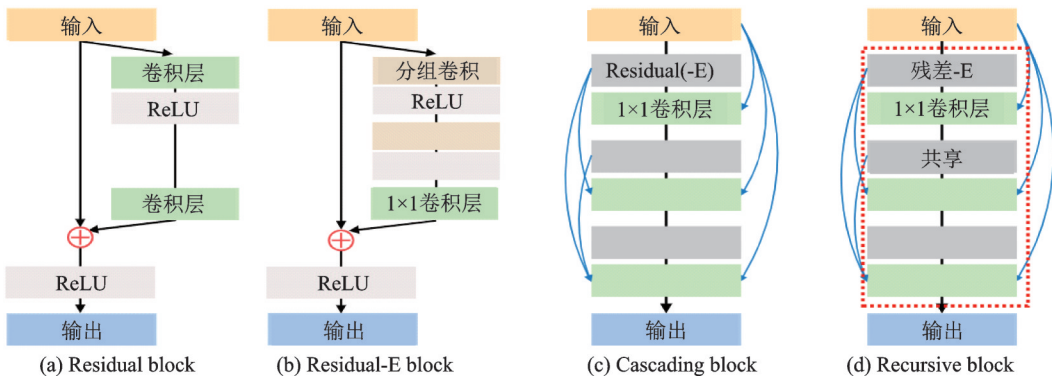 输入
卷积层
ReLU
卷积层
ReLU
输出
(a) Residual block
输入
分组卷积
ReLU
1×1卷积层
ReLU
输出
(b) Residual-E block
输入
Residual(-E)
1×1卷积层
输出
(c) Cascading block
输入
残差-E
1×1卷积层
共享
输出
(d) Recursive block